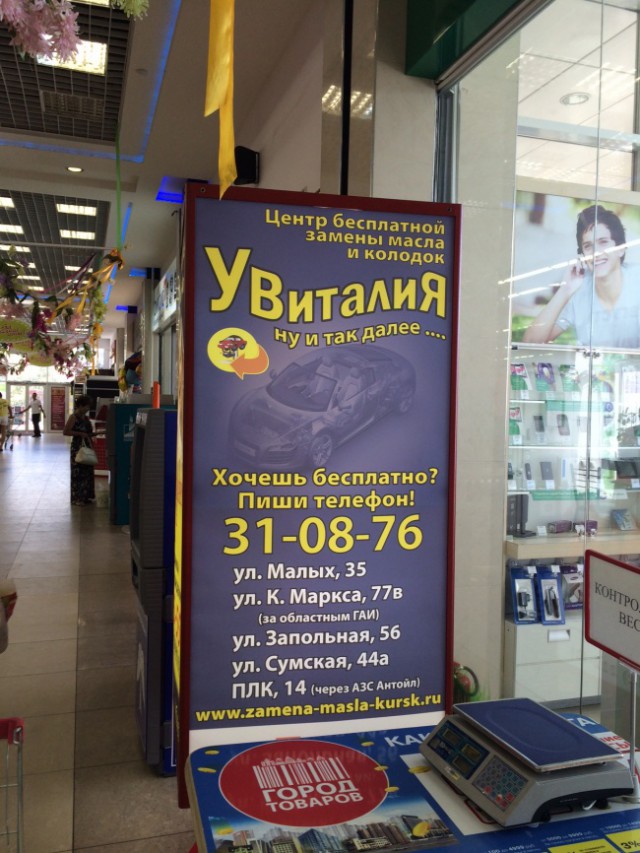 Центр бесплатной
замены масла
и колодок
УВиталиЯ
ну и так далее ....
Хочешь бесплатно?
Пиши телефон!
31-08-76
ул. Малых, 35
ул. К. Маркса, 77в
(за областным ГАИ)
ул. Запольная, 56
ул. Сумская, 44а
ПЛК, 14 (через АЗС Антойл)
www.zamena-masla-kursk.ru
ГОРОД
ТОВАРОВ